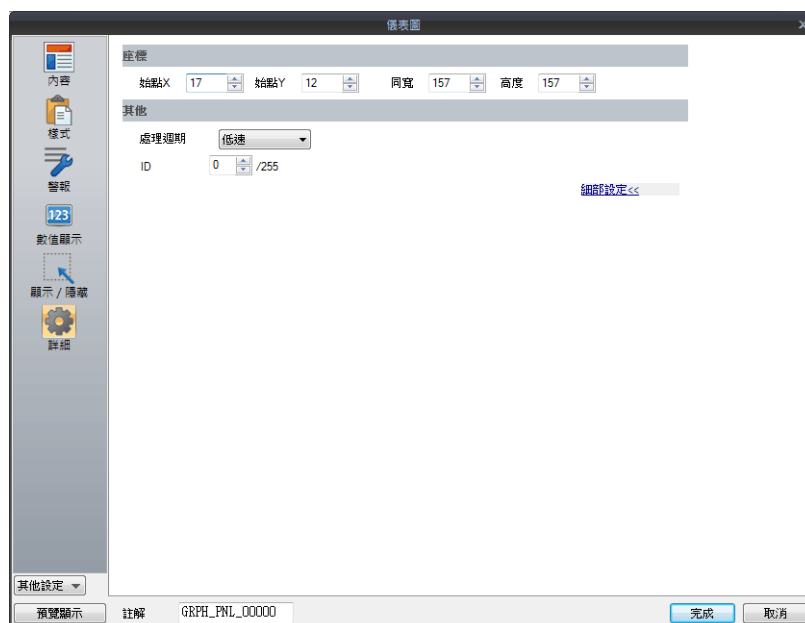 儀表圖
內容
樣式
警報
123
數值顯示
顯示 / 隱藏
詳細
座標
始點X 17 始點Y 12 同寬 157 高度 157
其他
處理週期 低速
ID 0 /255
細部設定<<
其他設定
預覽顯示 註解 GRPH_PNL_00000 完成 取消